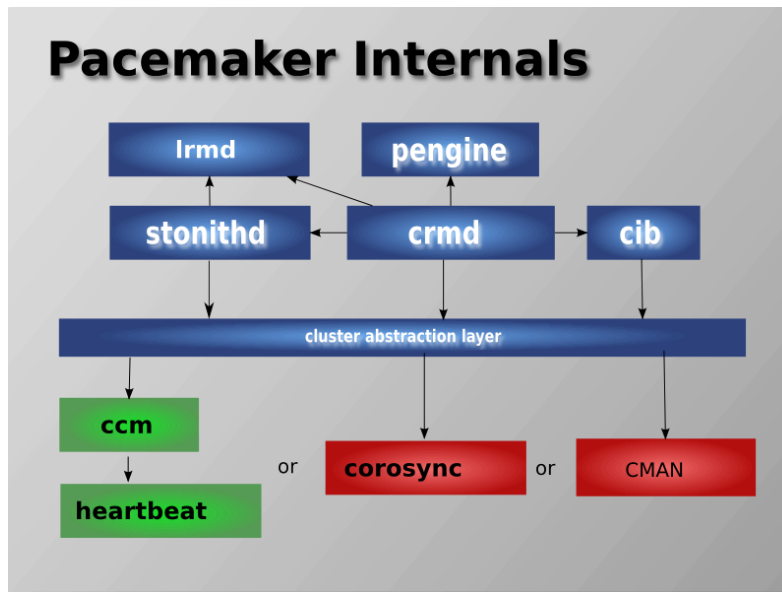 Pacemaker Internals
lrmd
pengine
stonithd
crmd
cib
cluster abstraction layer
ccm
heartbeat
or
corosync
or
CMAN